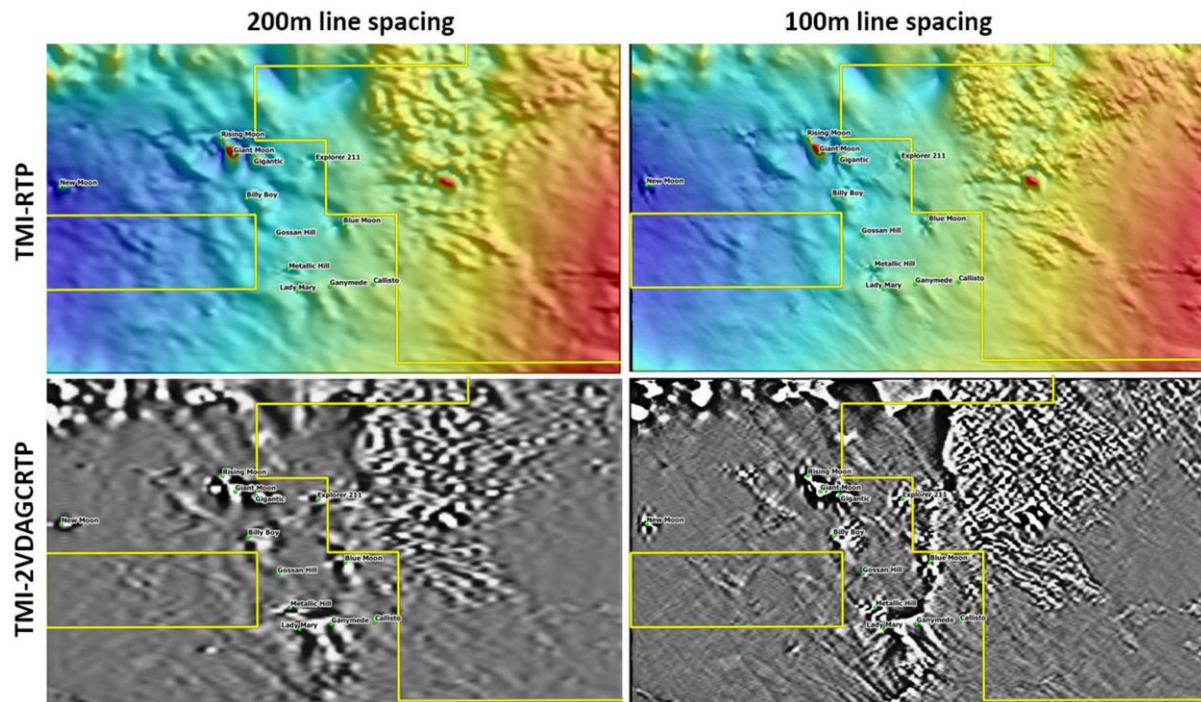 200m line spacing
100m line spacing
TMI-RTP
Rising Moon
Giant Moon
Gigantic
Explorer 211
New Moon
Billy Boy
Blue Moon
Gossan Hill
Metallic Hill
Lady Mary
Ganymede
Callisto
Rising Moon
Giant Moon
Gigantic
Explorer 211
New Moon
Billy Boy
Blue Moon
Gossan Hill
Metallic Hill
Lady Mary
Ganymede
Callisto
TMI-2VDAGCRTP
Rising Moon
Giant Moon
Gigantic
Explorer 211
New Moon
Billy Boy
Blue Moon
Gossan Hill
Metallic Hill
Lady Mary
Ganymede
Callisto
Rising Moon
Giant Moon
Gigantic
Explorer 211
New Moon
Billy Boy
Blue Moon
Gossan Hill
Metallic Hill
Lady Mary
Ganymede
Callisto